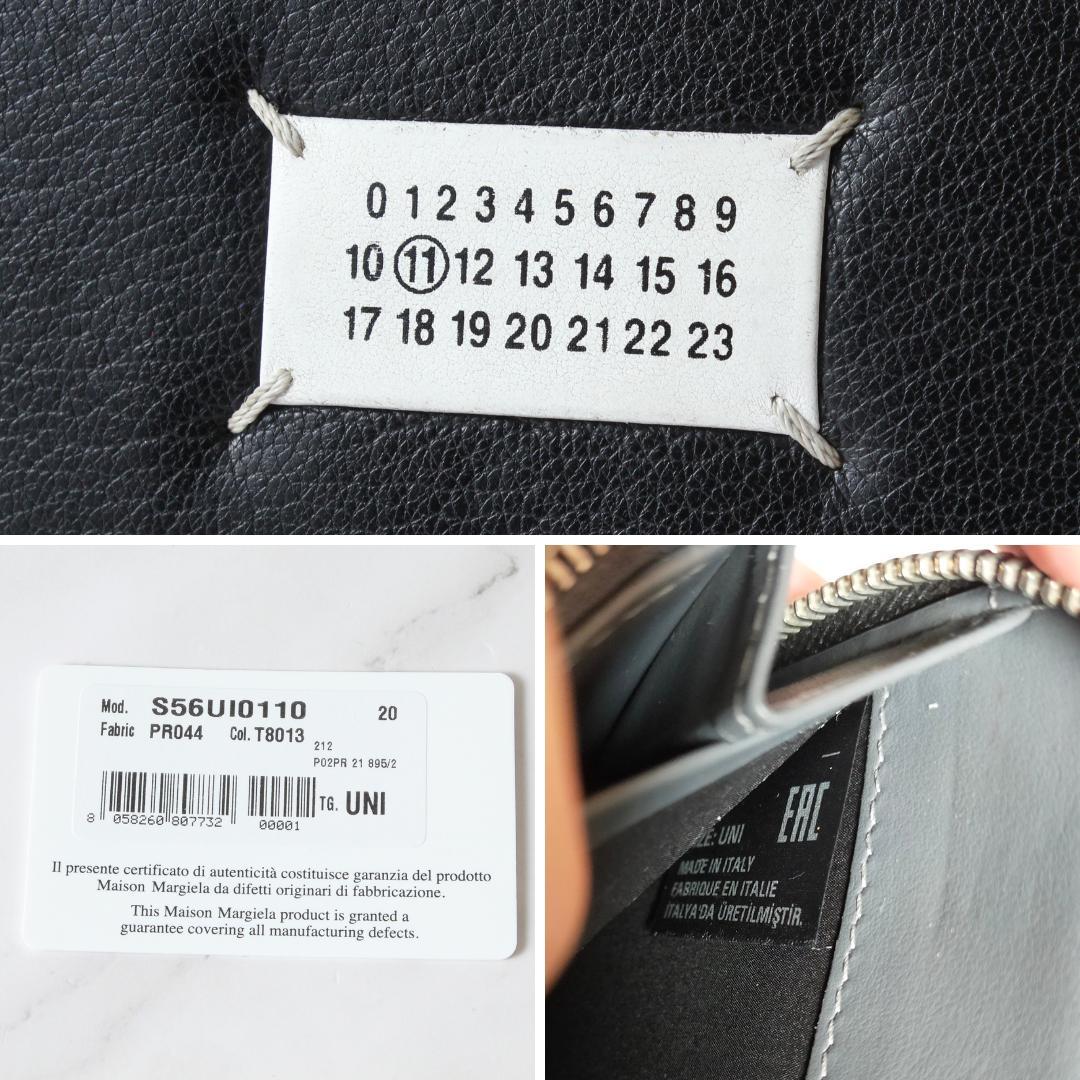 0 1 2 3 4 5 6 7 8 9
10 11 12 13 14 15 16
17 18 19 20 21 22 23
Mod. S56UI0110 20
Fabric PR044 Col. T8013
212
P02PR 21 895/2
TG. UNI
8 058260 807732 00001
Il presente certificato di autenticità costituisce garanzia del prodotto
Maison Margiela da difetti originari di fabbricazione.
This Maison Margiela product is granted a
guarantee covering all manufacturing defects.
EAC
UNI
MADE IN ITALY
FABRIQUE EN ITALIE
ITALYA'DA ÜRETİLMİŞTİR.